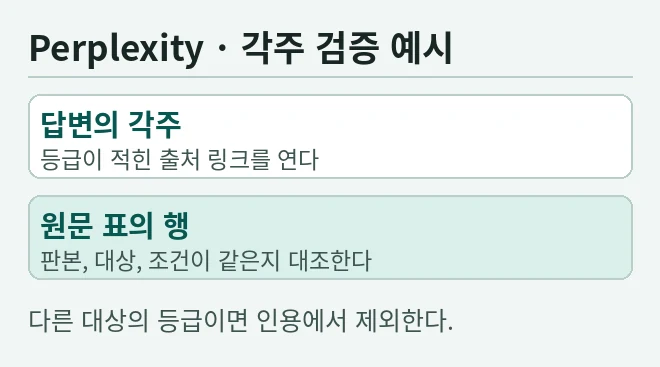 Perplexity · 각주 검증 예시
답변의 각주
등급이 적힌 출처 링크를 연다
원문 표의 행
판본, 대상, 조건이 같은지 대조한다
다른 대상의 등급이면 인용에서 제외한다.